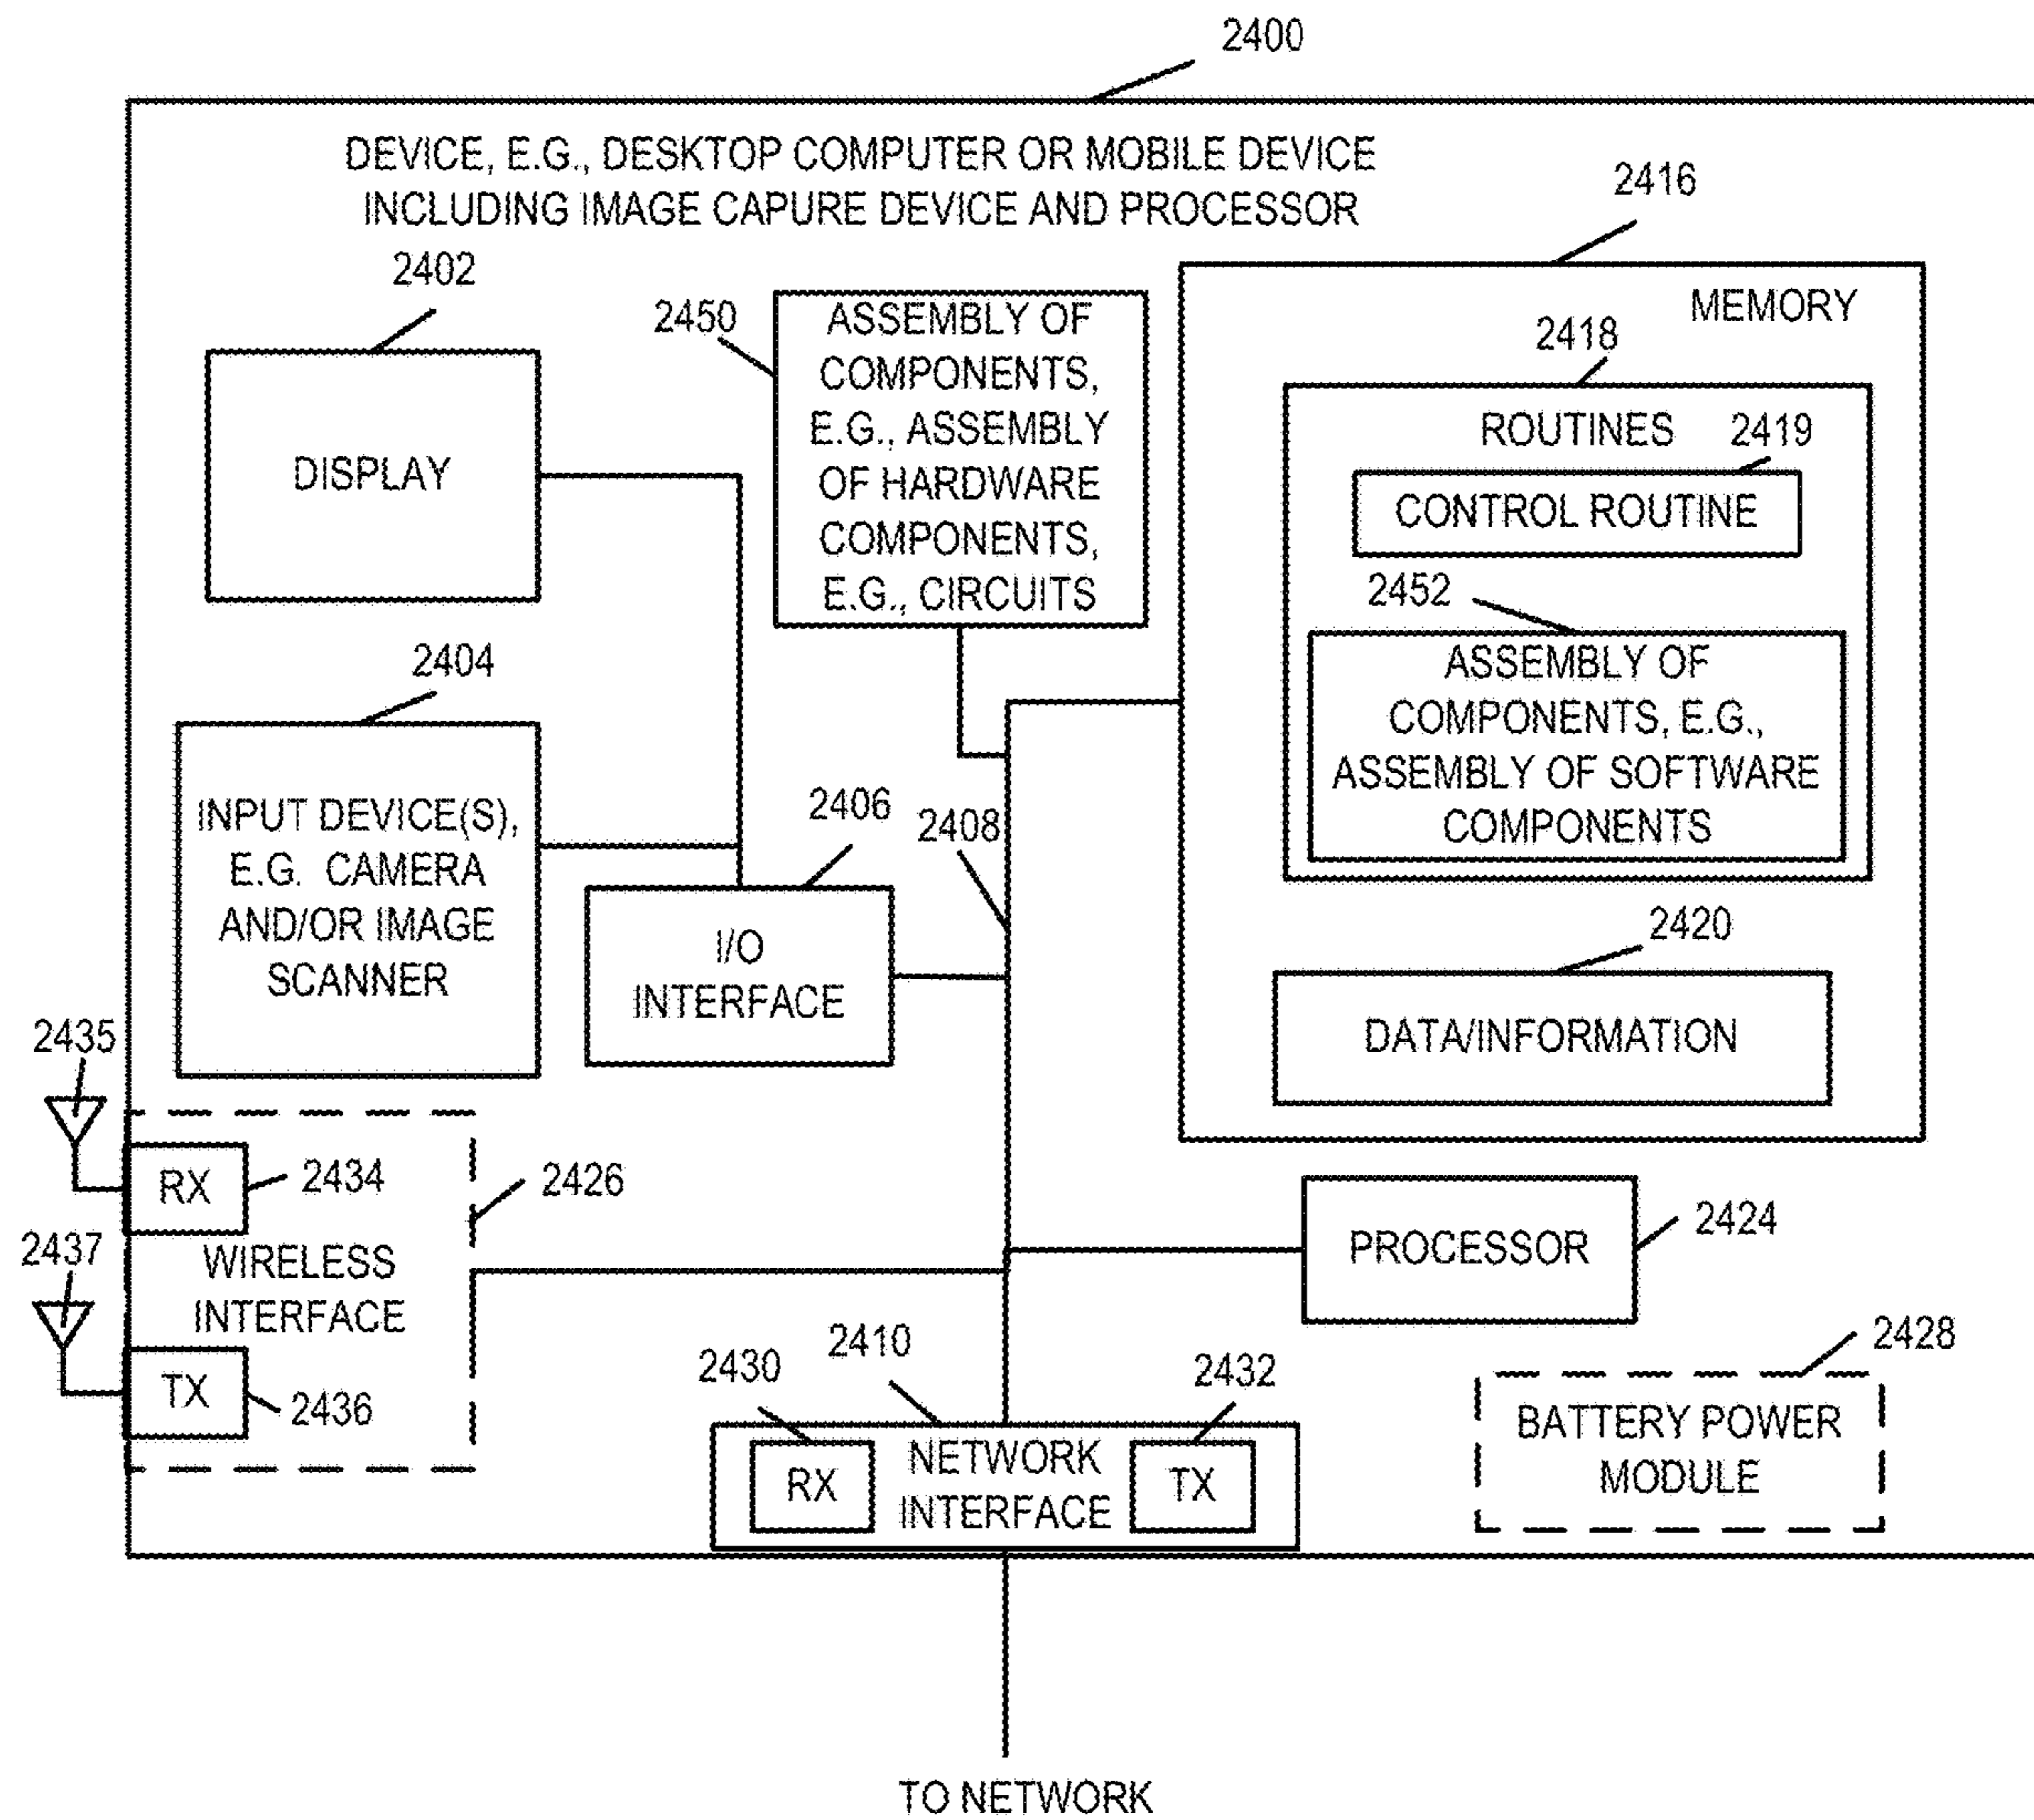 2400
DEVICE, E.G., DESKTOP COMPUTER OR MOBILE DEVICE
INCLUDING IMAGE CAPURE DEVICE AND PROCESSOR
2402
DISPLAY
2404
INPUT DEVICE(S),
E.G. CAMERA
AND/OR IMAGE
SCANNER
2450
ASSEMBLY OF
COMPONENTS,
E.G., ASSEMBLY
OF HARDWARE
COMPONENTS,
E.G., CIRCUITS
2406
I/O
INTERFACE
2408
2416
MEMORY
2418
ROUTINES
2419
CONTROL ROUTINE
2452
ASSEMBLY OF
COMPONENTS, E.G.,
ASSEMBLY OF SOFTWARE
COMPONENTS
2420
DATA/INFORMATION
2435
RX
2434
2426
WIRELESS
INTERFACE
2437
TX
2436
PROCESSOR
2424
2410
2430
RX
NETWORK
INTERFACE
2432
TX
2428
BATTERY POWER
MODULE
TO NETWORK